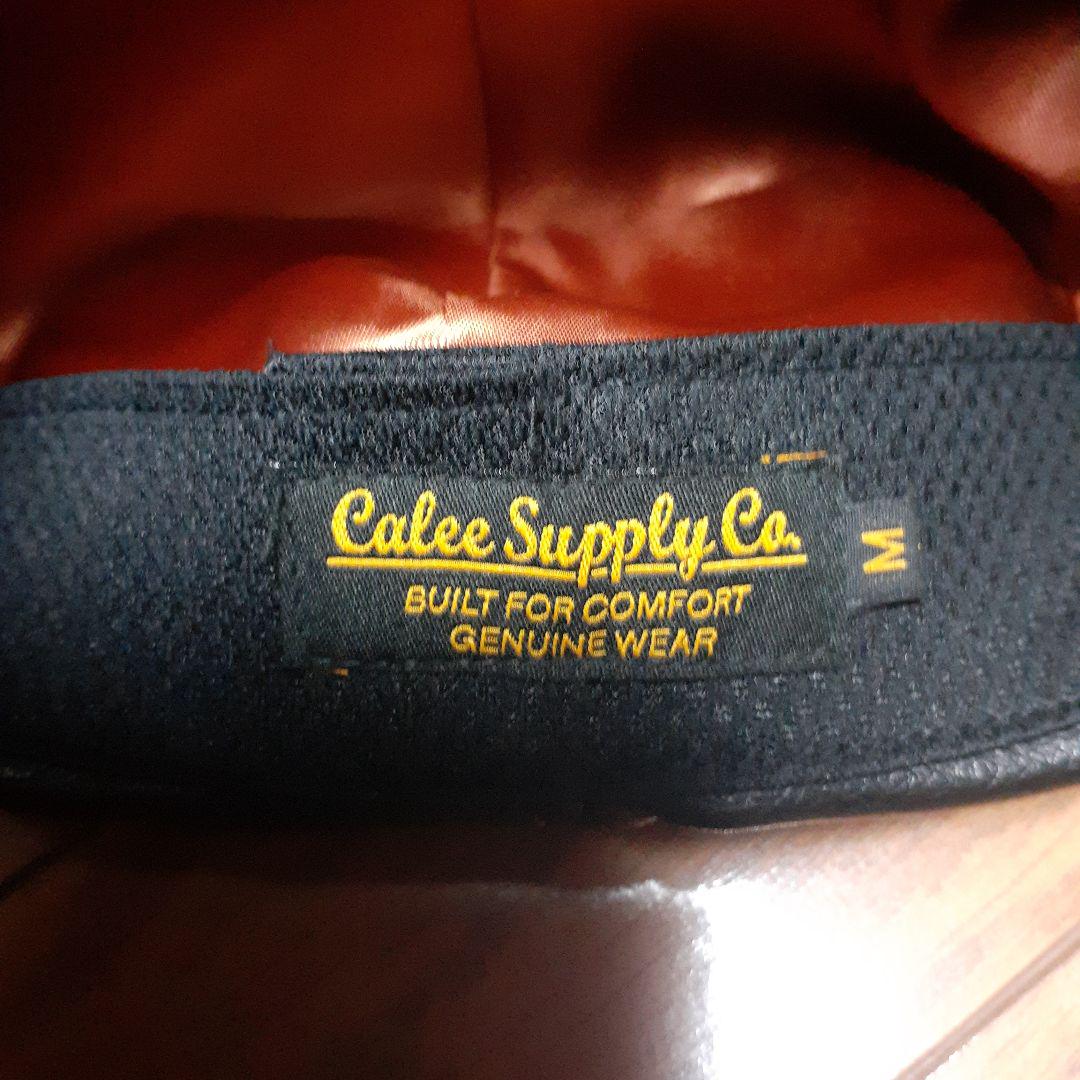 Calee Supply Co.
BUILT FOR COMFORT
GENUINE WEAR
M